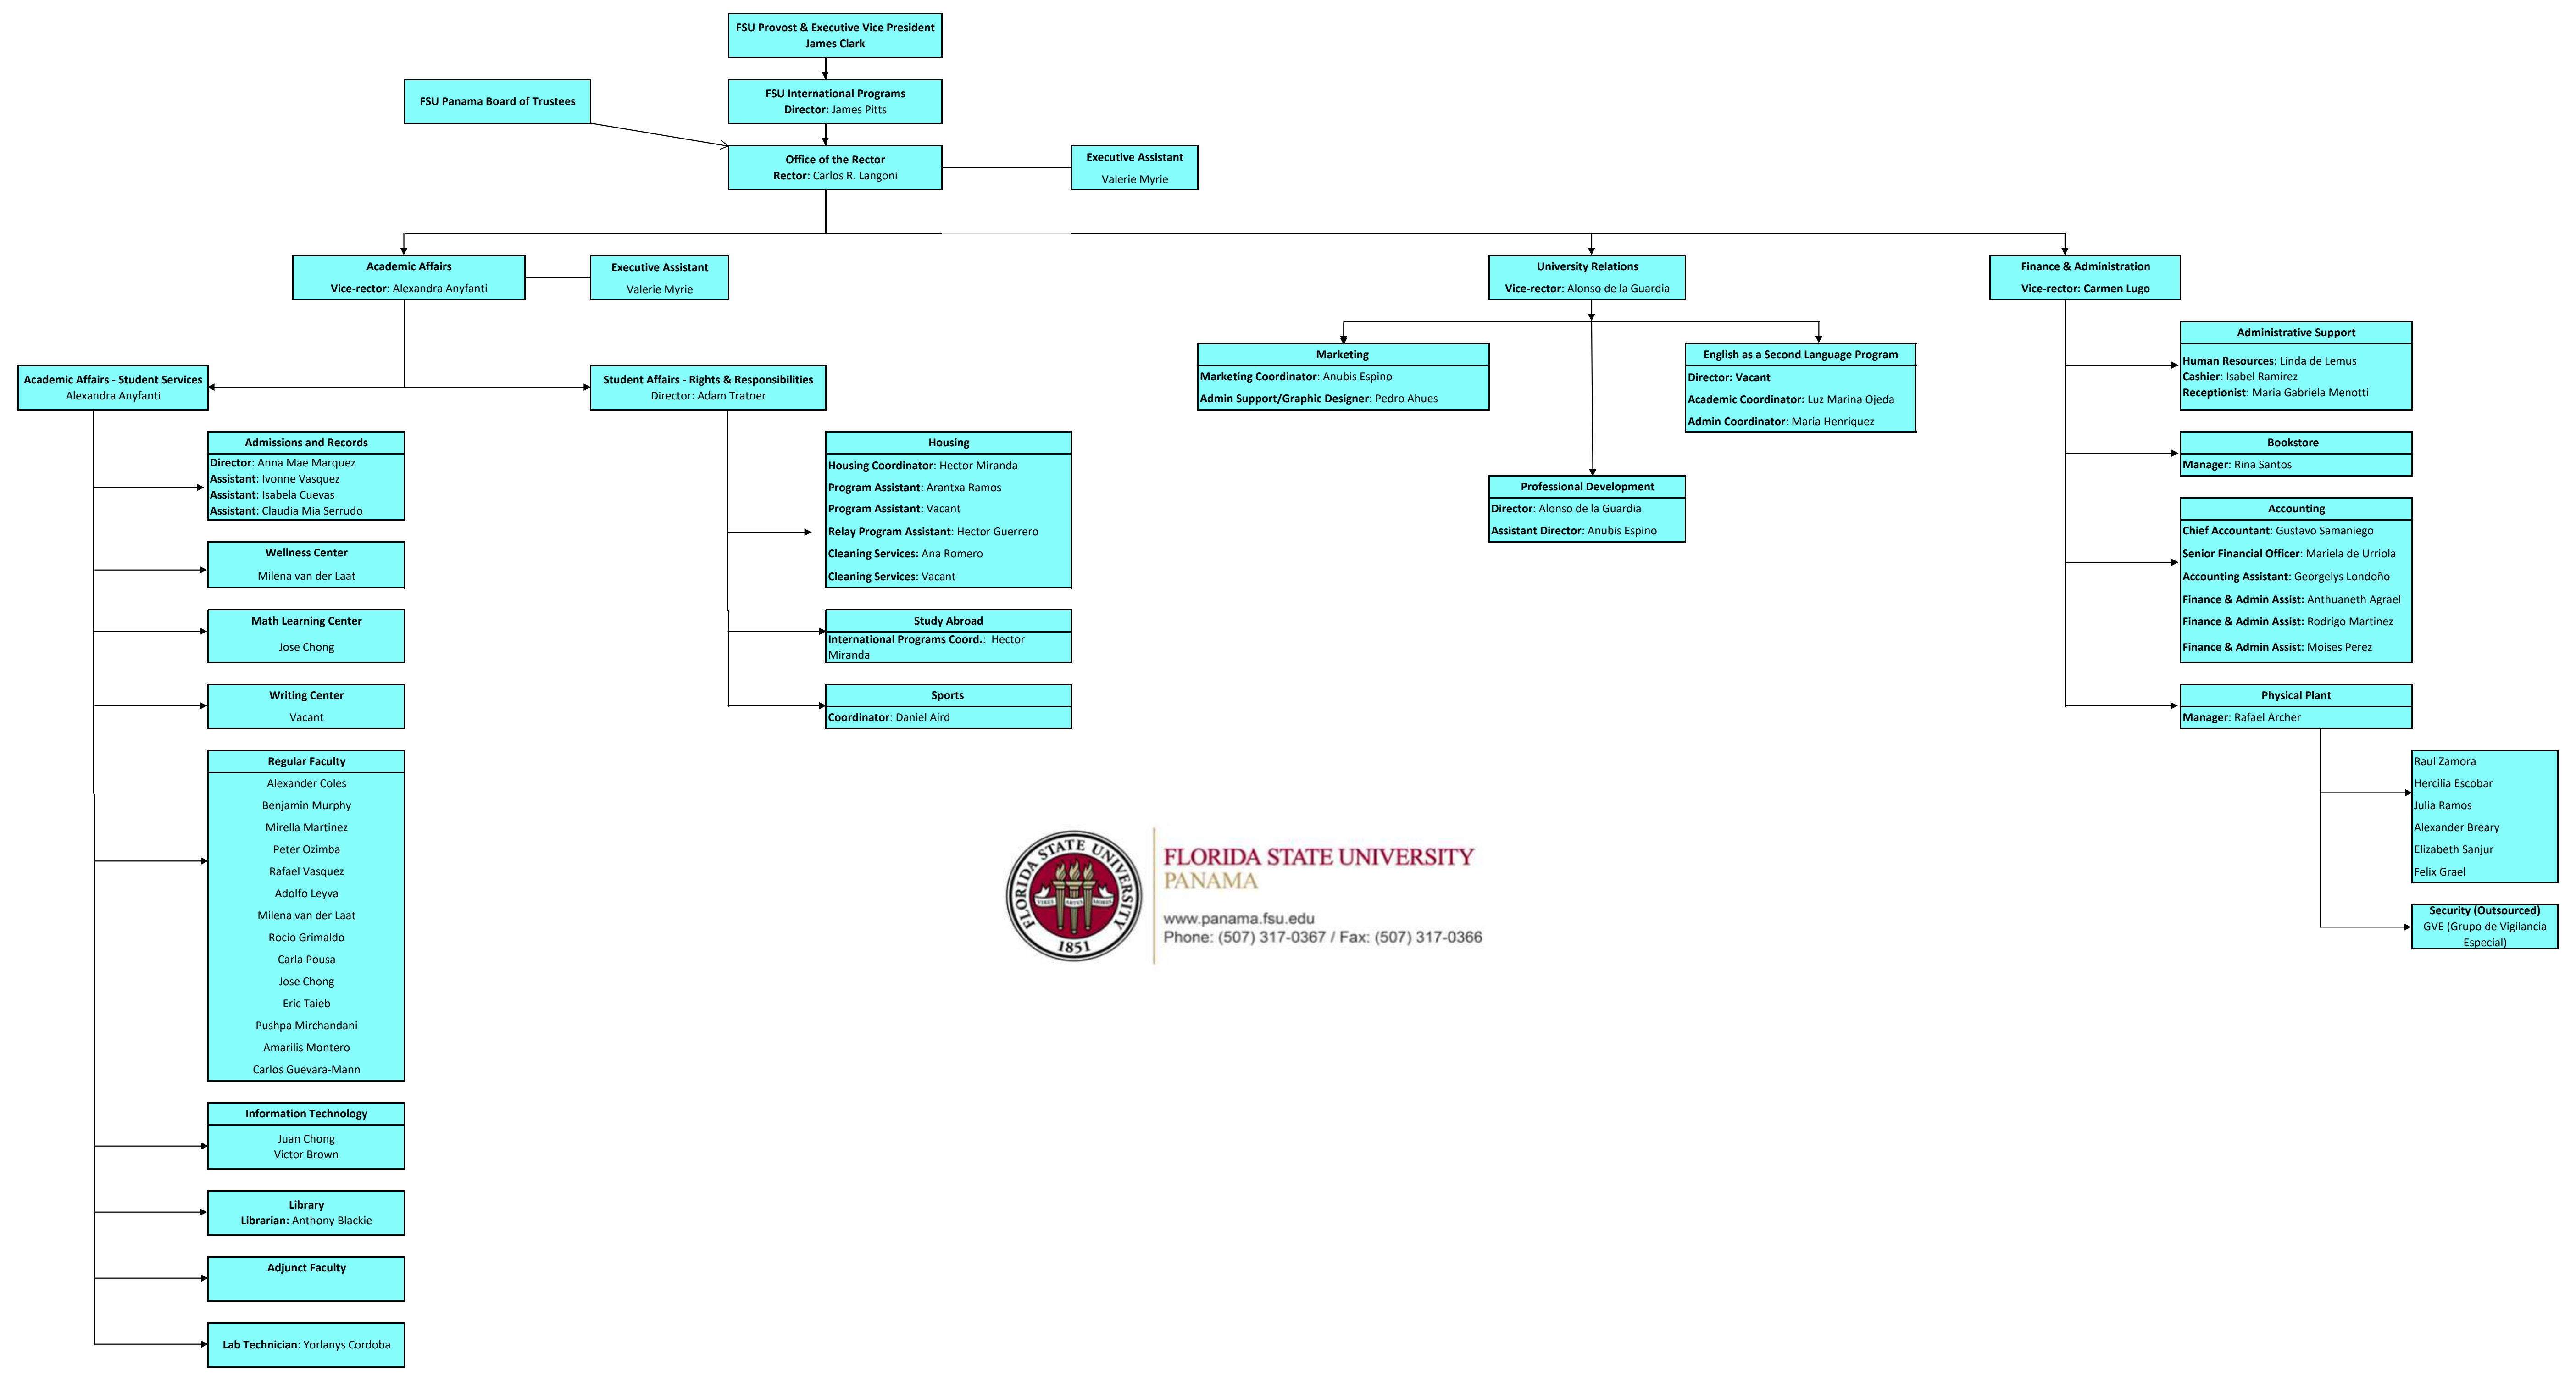 FSU Provost & Executive Vice President
James Clark
FSU Panama Board of Trustees
FSU International Programs
Director: James Pitts
Office of the Rector
Rector: Carlos R. Langoni
Executive Assistant
Valerie Myrie
Academic Affairs
Vice-rector: Alexandra Anyfanti
Executive Assistant
Valerie Myrie
University Relations
Vice-rector: Alonso de la Guardia
Finance & Administration
Vice-rector: Carmen Lugo
Academic Affairs - Student Services
Alexandra Anyfanti
Admissions and Records
Director: Anna Mae Marquez
Assistant: Ivonne Vasquez
Assistant: Isabela Cuevas
Assistant: Claudia Mia Serrudo
Wellness Center
Milena van der Laat
Math Learning Center
Jose Chong
Writing Center
Vacant
Regular Faculty
Alexander Coles
Benjamin Murphy
Mirella Martinez
Peter Ozimba
Rafael Vasquez
Adolfo Leyva
Milena van der Laat
Rocio Grimaldo
Carla Pousa
Jose Chong
Eric Taieb
Pushpa Mirchandani
Amarilis Montero
Carlos Guevara-Mann
Information Technology
Juan Chong
Victor Brown
Library
Librarian: Anthony Blackie
Adjunct Faculty
Lab Technician: Yorlanys Cordoba
Student Affairs - Rights & Responsibilities
Director: Adam Tratner
Housing
Housing Coordinator: Hector Miranda
Program Assistant: Arantxa Ramos
Program Assistant: Vacant
Relay Program Assistant: Hector Guerrero
Cleaning Services: Ana Romero
Cleaning Services: Vacant
Study Abroad
International Programs Coord.: Hector
Miranda
Sports
Coordinator: Daniel Aird
Marketing
Marketing Coordinator: Anubis Espino
Admin Support/Graphic Designer: Pedro Ahues
Professional Development
Director: Alonso de la Guardia
Assistant Director: Anubis Espino
English as a Second Language Program
Director: Vacant
Academic Coordinator: Luz Marina Ojeda
Admin Coordinator: Maria Henriquez
Administrative Support
Human Resources: Linda de Lemus
Cashier: Isabel Ramirez
Receptionist: Maria Gabriela Menotti
Bookstore
Manager: Rina Santos
Accounting
Chief Accountant: Gustavo Samaniego
Senior Financial Officer: Mariela de Urriola
Accounting Assistant: Georgelys Londoño
Finance & Admin Assist: Anthuaneth Agrael
Finance & Admin Assist: Rodrigo Martinez
Finance & Admin Assist: Moises Perez
Physical Plant
Manager: Rafael Archer
Raul Zamora
Hercilia Escobar
Julia Ramos
Alexander Breary
Elizabeth Sanjur
Felix Grael
Security (Outsourced)
GVE (Grupo de Vigilancia
Especial)
FLORIDA STATE UNIVERSITY
VIRES ARTES MORES
1851
FLORIDA STATE UNIVERSITY
PANAMA
www.panama.fsu.edu
Phone: (507) 317-0367 / Fax: (507) 317-0366